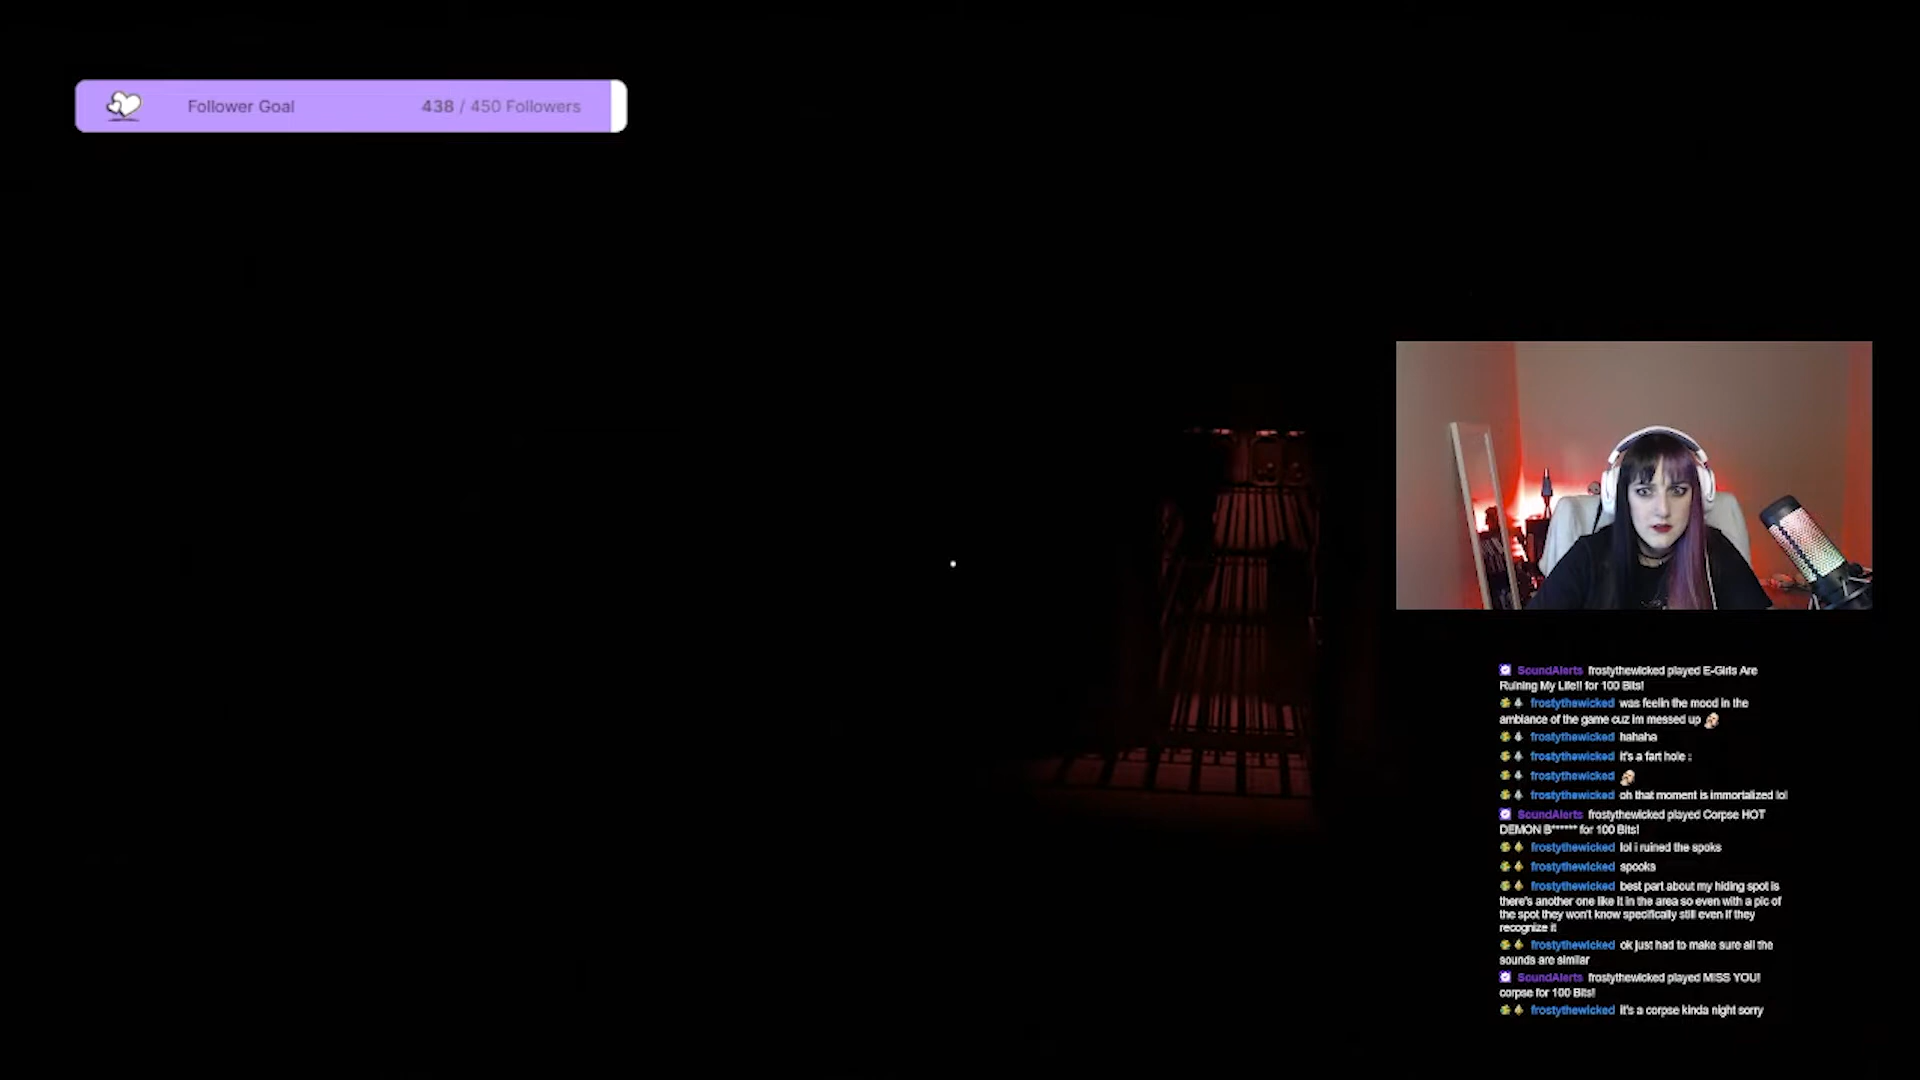 Follower Goal 438 / 450 Followers
SoundAlerts frostythewicked played E-Girls Are
Ruining My Life!! for 100 Bits!
frostythewicked was feelin the mood in the
ambiance of the game cuz im messed up
frostythewicked hahaha
frostythewicked it's a fart hole :
frostythewicked
frostythewicked oh that moment is immortalized lol
SoundAlerts frostythewicked played Corpse HOT
DEMON B****** for 100 Bits!
frostythewicked lol i ruined the spoks
frostythewicked spooks
frostythewicked best part about my hiding spot is
there's another one like it in the area so even with a pic of
the spot they won't know specifically still even if they
recognize it
frostythewicked ok just had to make sure all the
sounds are similar
SoundAlerts frostythewicked played MISS YOU!
corpse for 100 Bits!
frostythewicked it's a corpse kinda night sorry